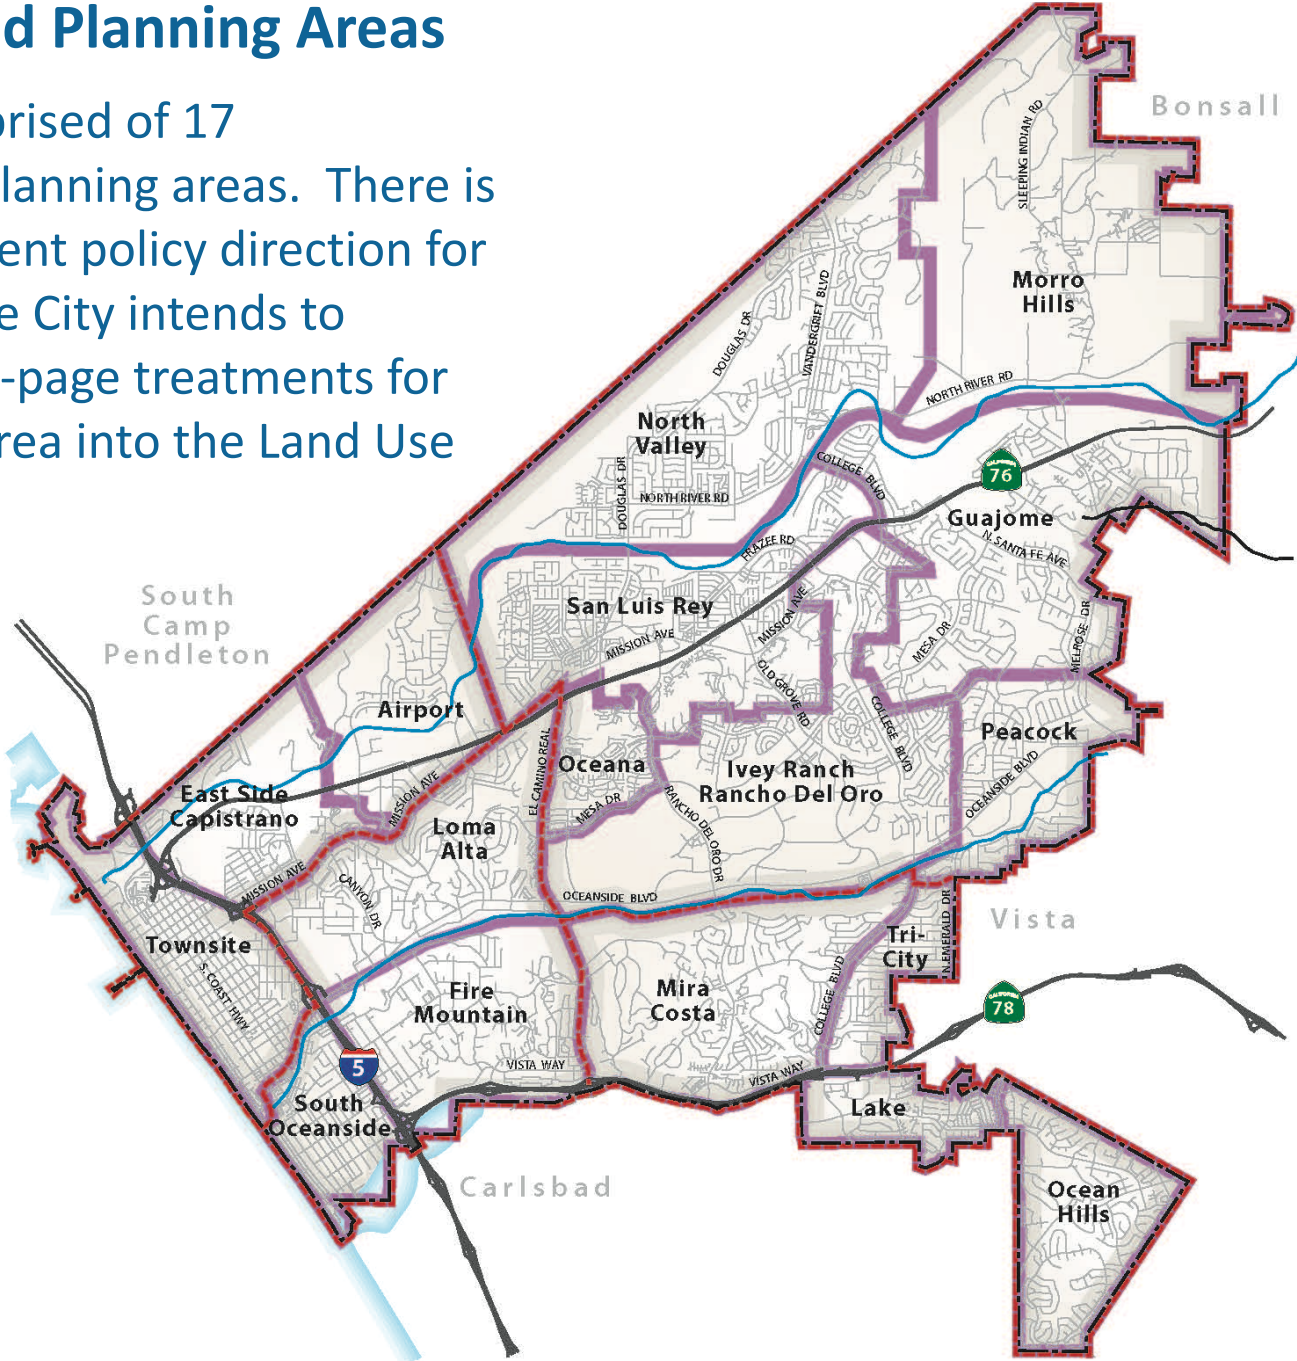 d Planning Areas
prised of 17
lanning areas.  There is
ent policy direction for
e City intends to
-page treatments for
rea into the Land Use
Bonsall
SLEEPING INDIAN RD
Morro
Hills
DOUGLAS DR
VANDERGRIFT BLVD
NORTH RIVER RD
North
Valley
DOUGLAS DR
NORTH RIVER RD
COLLEGE BLVD
CALIFORNIA
76
Guajome
N. SANTA FE AVE
FRAZEE RD
South
Camp
Pendleton
San Luis Rey
MISSION AVE
MISSION AVE
MESA DR
MELROSE DR
OLD GROVE RD
COLLEGE BLVD
Airport
Peacock
EL CAMINO REAL
Oceana
Ivey Ranch
Rancho Del Oro
OCEANSIDE BLVD
East Side
Capistrano
MISSION AVE
MESA DR
RANCHO DEL ORO DR
Loma
Alta
MISSION AVE
CANYON DR
OCEANSIDE BLVD
N. EMERALD DR
Vista
Townsite
Tri-
City
S. COAST HWY
Fire
Mountain
Mira
Costa
COLLEGE BLVD
CALIFORNIA
78
5
VISTA WAY
VISTA WAY
South
Oceanside
Lake
Carlsbad
Ocean
Hills